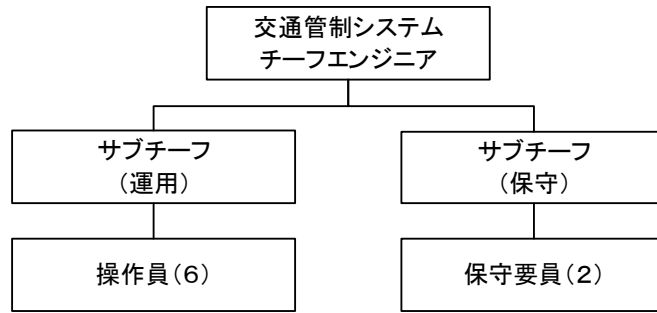 交通管制システム
チーフエンジニア
サブチーフ
（運用）
サブチーフ
（保守）
操作員（６）
保守要員（２）